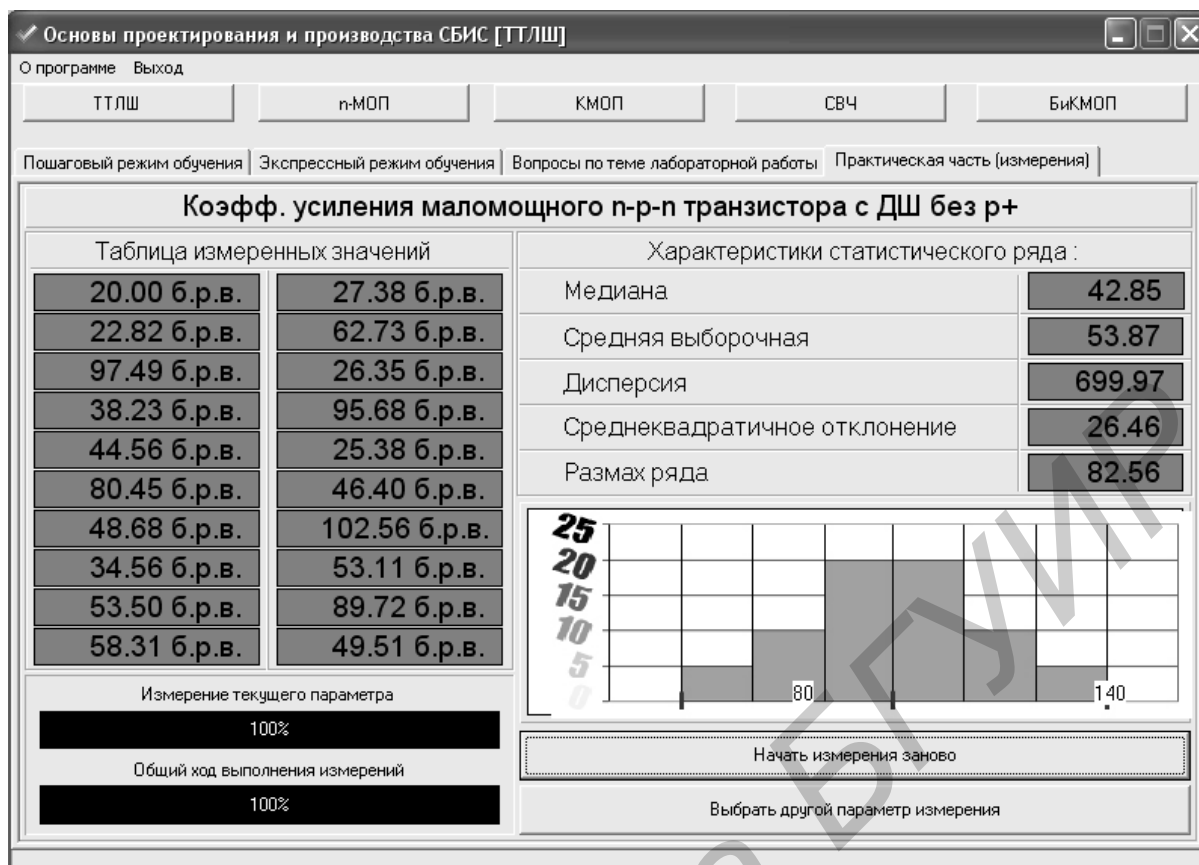 Основы проектирования и производства СБИС [ТТЛШ]
О программе Выход
ТТЛШ n-МОП КМОП СВЧ БиКМОП
Пошаговый режим обучения Экспрессный режим обучения Вопросы по теме лабораторной работы Практическая часть (измерения)
Коэфф. усиления маломощного n-p-n транзистора с ДШ без p+
Таблица измеренных значений
20.00 б.р.в. 27.38 б.р.в.
22.82 б.р.в. 62.73 б.р.в.
97.49 б.р.в. 26.35 б.р.в.
38.23 б.р.в. 95.68 б.р.в.
44.56 б.р.в. 25.38 б.р.в.
80.45 б.р.в. 46.40 б.р.в.
48.68 б.р.в. 102.56 б.р.в.
34.56 б.р.в. 53.11 б.р.в.
53.50 б.р.в. 89.72 б.р.в.
58.31 б.р.в. 49.51 б.р.в.
Измерение текущего параметра
100%
Общий ход выполнения измерений
100%
Характеристики статистического ряда :
Медиана 42.85
Средняя выборочная 53.87
Дисперсия 699.97
Среднеквадратичное отклонение 26.46
Размах ряда 82.56
25
20
15
10
5
0
80 140
Начать измерения заново
Выбрать другой параметр измерения
БГУИР